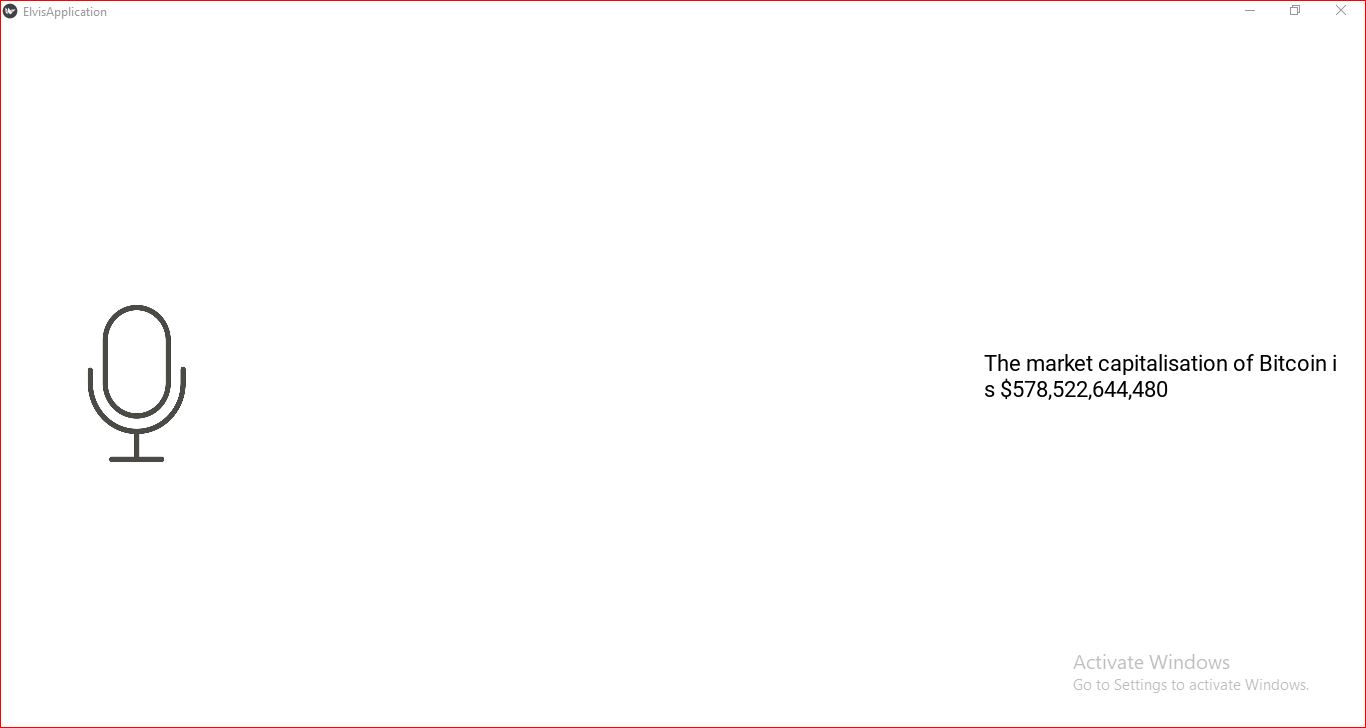 ElvisApplication
The market capitalisation of Bitcoin i
s $578,522,644,480
Activate Windows
Go to Settings to activate Windows.